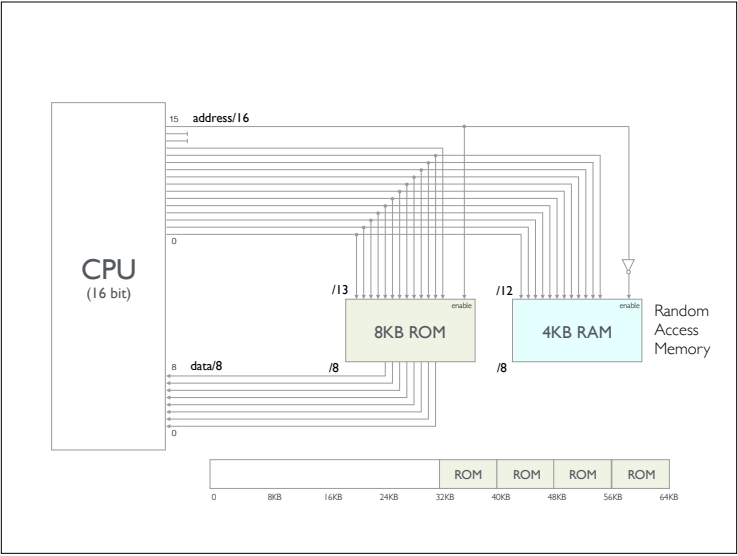 15 address/16
0
CPU
(16 bit)
/13
enable
8KB ROM
/8
/12
enable
4KB RAM
/8
Random
Access
Memory
8 data/8
0
ROM ROM ROM ROM
0 8KB 16KB 24KB 32KB 40KB 48KB 56KB 64KB